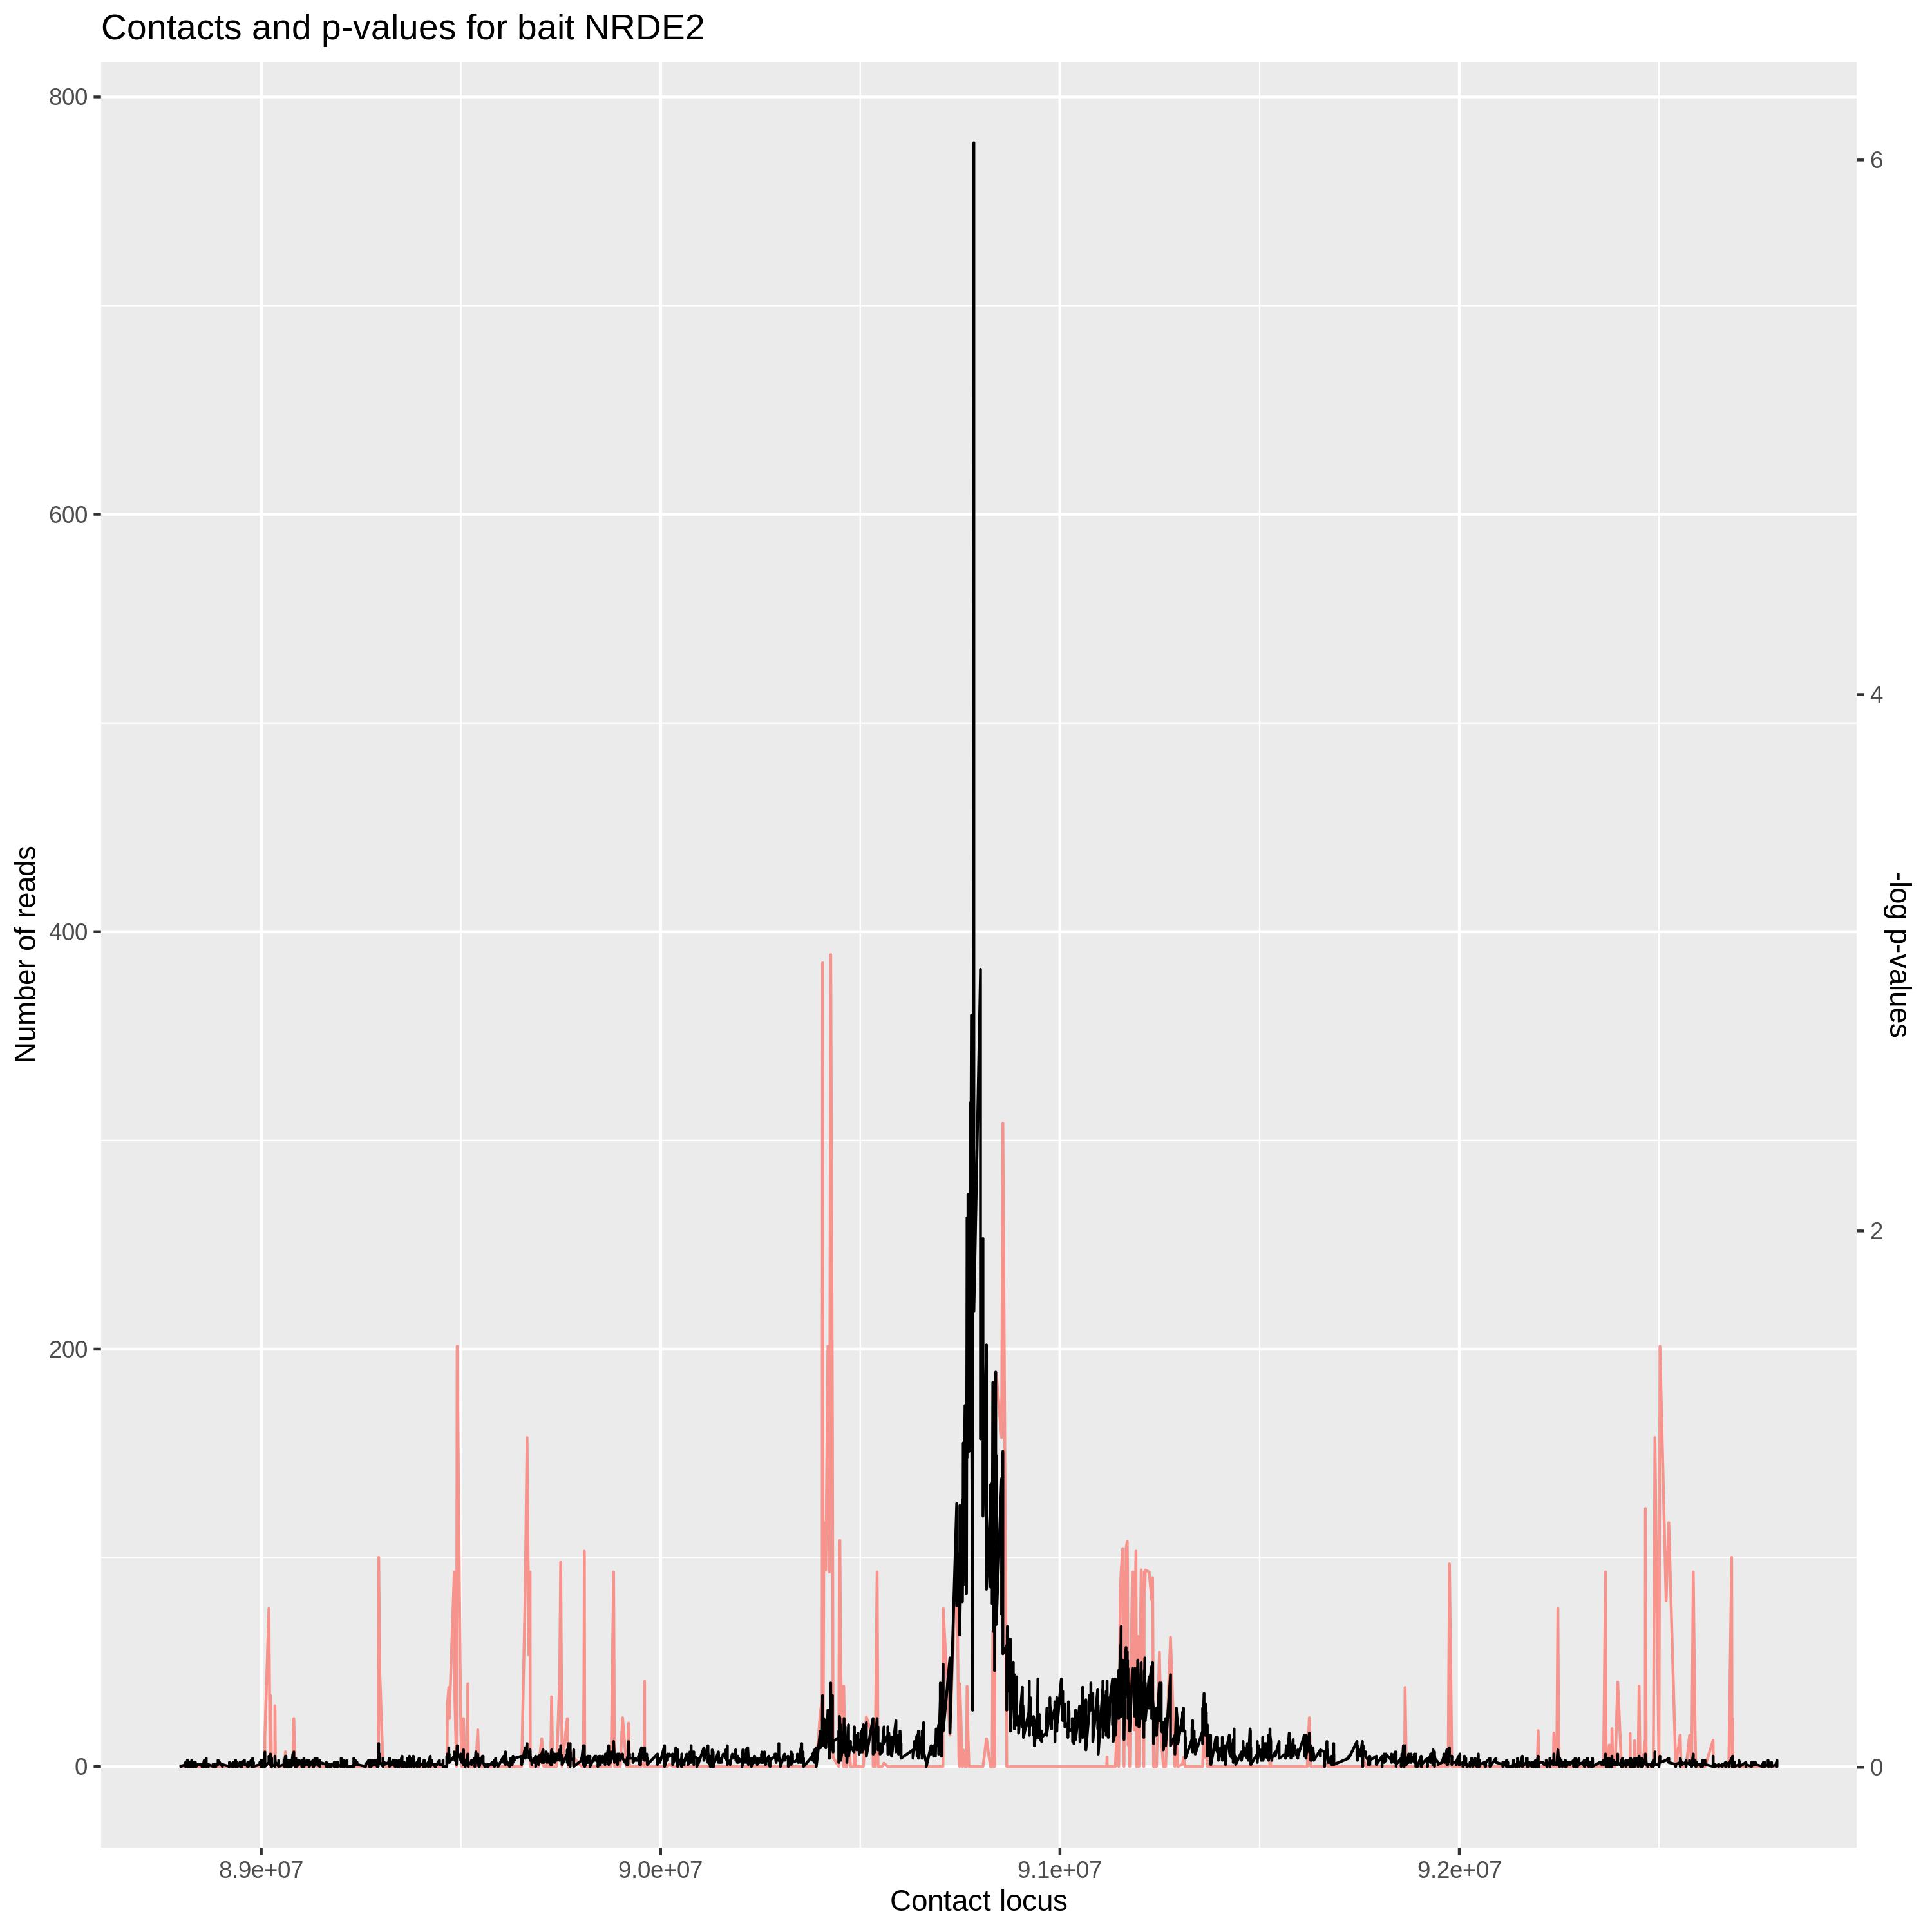 Contacts and p-values for bait NRDE2
800
600
400
200
0
Number of reads
6
4
2
0
-log p-values
8.9e+07
9.0e+07
9.1e+07
9.2e+07
Contact locus